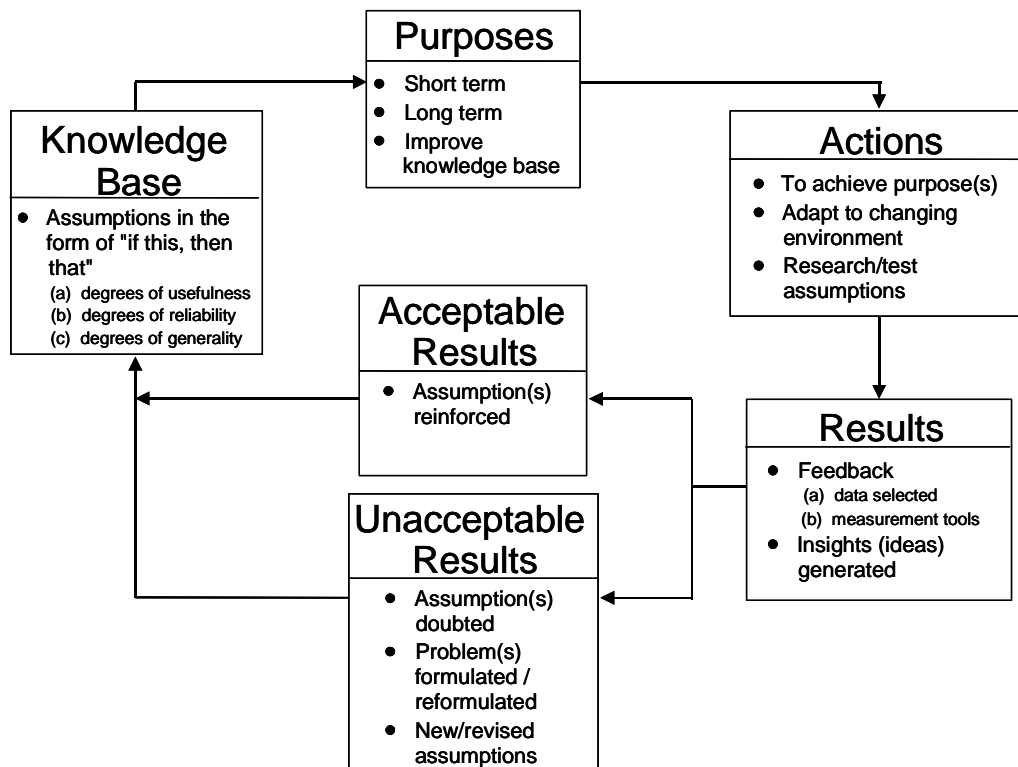 Purposes
● Short term
● Long term
● Improve
knowledge base
Knowledge
Base
● Assumptions in the
form of "if this, then
that"
(a) degrees of usefulness
(b) degrees of reliability
(c) degrees of generality
Actions
● To achieve purpose(s)
● Adapt to changing
environment
● Research/test
assumptions
Acceptable
Results
● Assumption(s)
reinforced
Results
● Feedback
(a) data selected
(b) measurement tools
● Insights (ideas)
generated
Unacceptable
Results
● Assumption(s)
doubted
● Problem(s)
formulated /
reformulated
● New/revised
assumptions